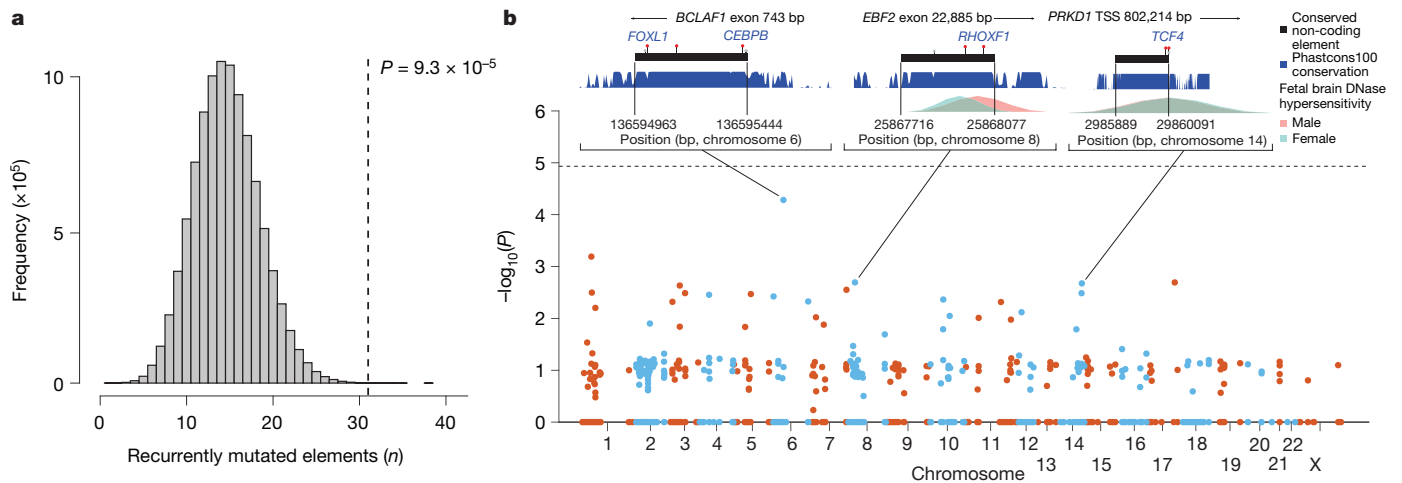 a
P = 9.3 × 10⁻⁵
Frequency (×10⁵)
10
5
0
0 10 20 30 40
Recurrently mutated elements (n)
b
BCLAF1 exon 743 bp
FOXL1 CEBPB
136594963 136595444
Position (bp, chromosome 6)
EBF2 exon 22,885 bp
RHOXF1
25867716 25868077
Position (bp, chromosome 8)
PRKD1 TSS 802,214 bp
TCF4
2985889 29860091
Position (bp, chromosome 14)
Conserved
non-coding
element
Phastcons100
conservation
Fetal brain DNase
hypersensitivity
Male
Female
–log₁₀(P)
6
5
4
3
2
1
0
1 2 3 4 5 6 7 8 9 10 11 12 14 16 18 20 22
13 15 17 19 21 X
Chromosome